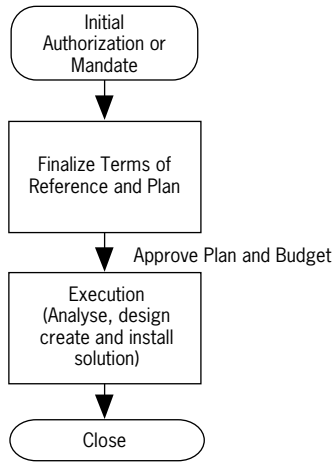 Initial
Authorization or
Mandate
Finalize Terms of
Reference and Plan
Approve Plan and Budget
Execution
(Analyse, design
create and install
solution)
Close